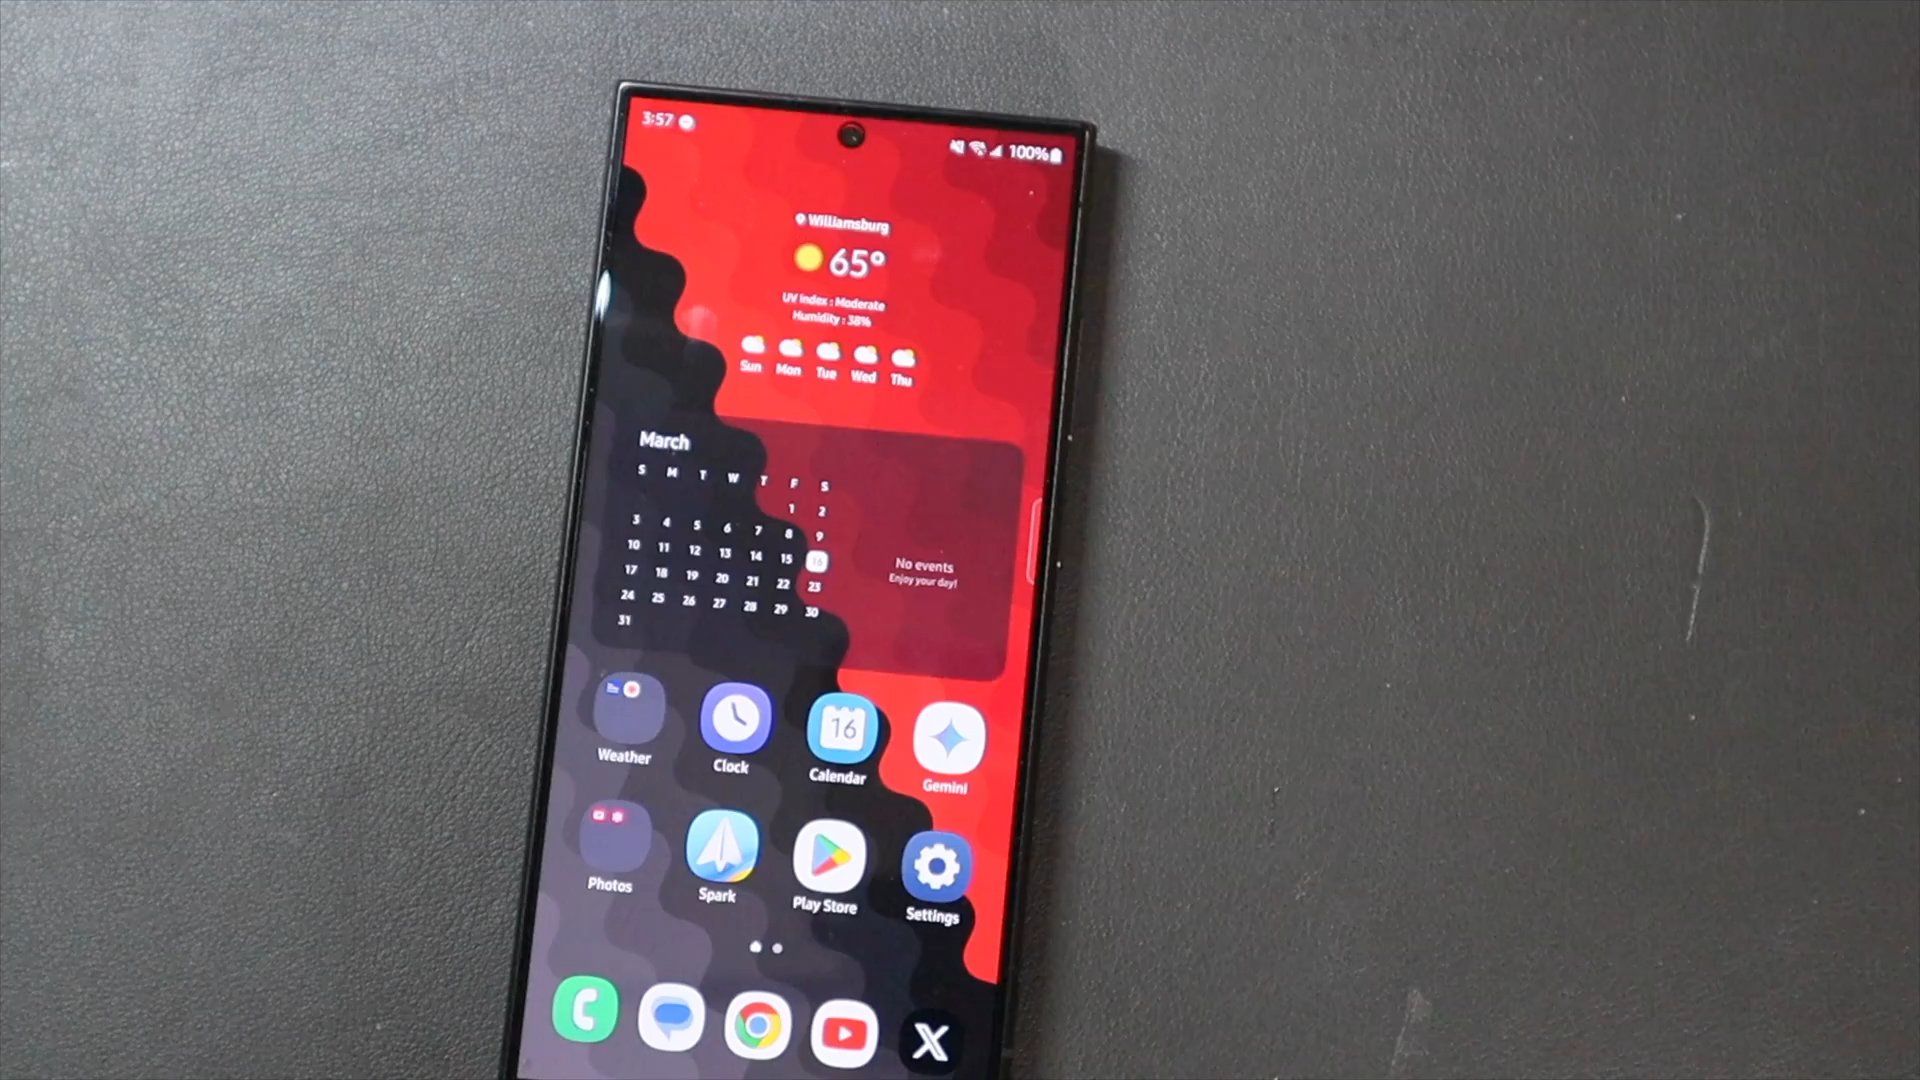 3:57
100%
Williamsburg
65°
UV index : Moderate
Humidity : 38%
Sun Mon Tue Wed Thu
March
S M T W T F S
1 2
3 4 5 6 7 8 9
10 11 12 13 14 15 16
17 18 19 20 21 22 23
24 25 26 27 28 29 30
31
No events
Enjoy your day!
16
Weather Clock Calendar Gemini
Photos Spark Play Store Settings